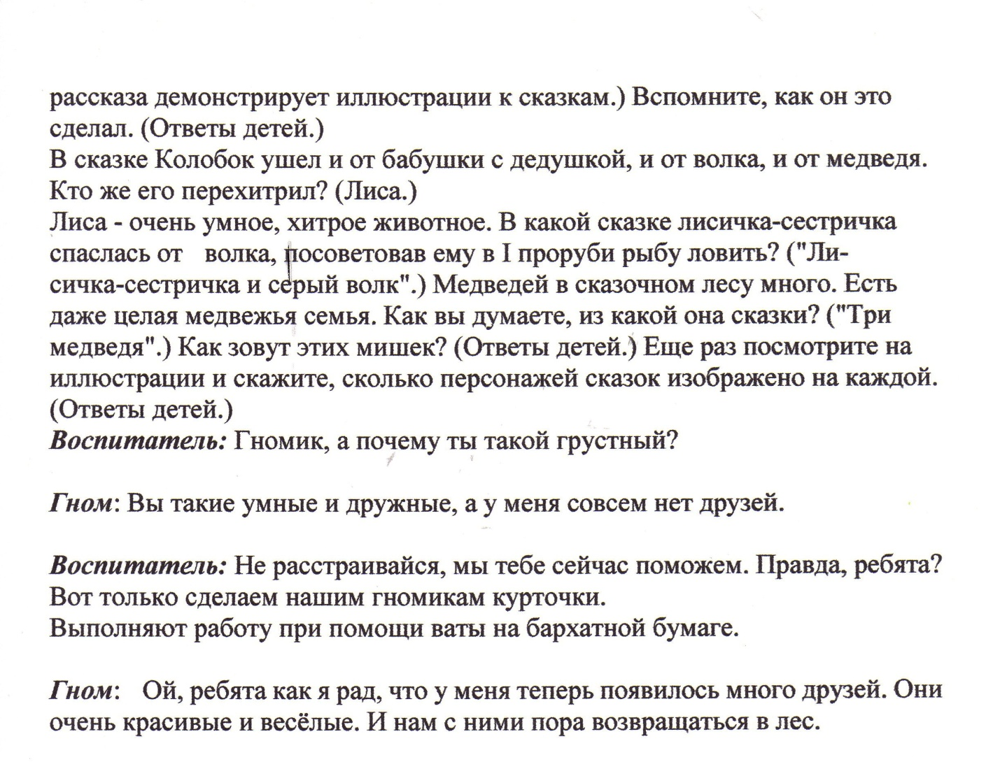 рассказа демонстрирует иллюстрации к сказкам.) Вспомните, как он это
сделал. (Ответы детей.)
В сказке Колобок ушел и от бабушки с дедушкой, и от волка, и от медведя.
Кто же его перехитрил? (Лиса.)
Лиса - очень умное, хитрое животное. В какой сказке лисичка-сестричка
спаслась от   волка, посоветовав ему в I проруби рыбу ловить? ("Ли-
сичка-сестричка и серый волк".) Медведей в сказочном лесу много. Есть
даже целая медвежья семья. Как вы думаете, из какой она сказки? ("Три
медведя".) Как зовут этих мишек? (Ответы детей.) Еще раз посмотрите на
иллюстрации и скажите, сколько персонажей сказок изображено на каждой.
(Ответы детей.)
Воспитатель: Гномик, а почему ты такой грустный?
Гном: Вы такие умные и дружные, а у меня совсем нет друзей.
Воспитатель: Не расстраивайся, мы тебе сейчас поможем. Правда, ребята?
Вот только сделаем нашим гномикам курточки.
Выполняют работу при помощи ваты на бархатной бумаге.
Гном:   Ой, ребята как я рад, что у меня теперь появилось много друзей. Они
очень красивые и весёлые. И нам с ними пора возвращаться в лес.